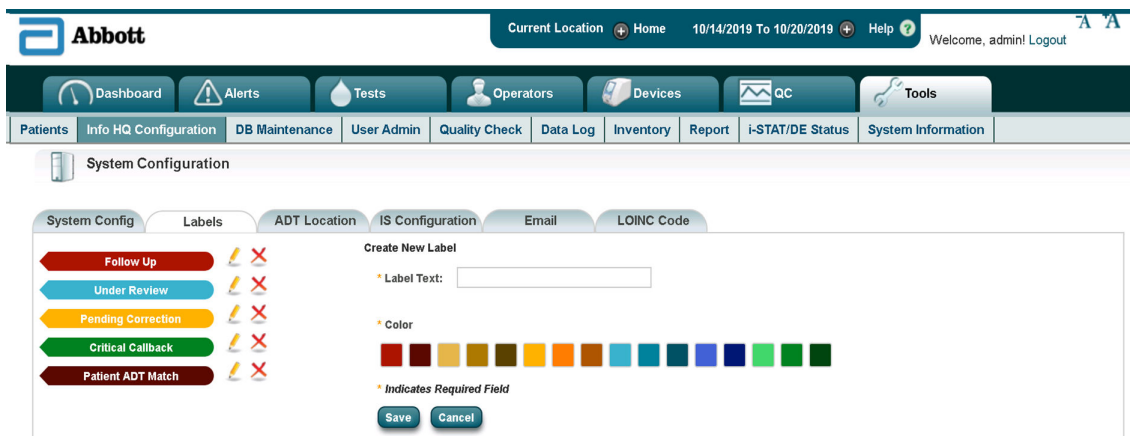 Abbott
Current Location Home 10/14/2019 To 10/20/2019 Help ?
Welcome, admin! Logout
-A +A
Dashboard Alerts Tests Operators Devices QC Tools
Patients Info HQ Configuration DB Maintenance User Admin Quality Check Data Log Inventory Report i-STAT/DE Status System Information
System Configuration
System Config Labels ADT Location IS Configuration Email LOINC Code
Follow Up
Under Review
Pending Correction
Critical Callback
Patient ADT Match
Create New Label
* Label Text:
* Color
* Indicates Required Field
Save Cancel